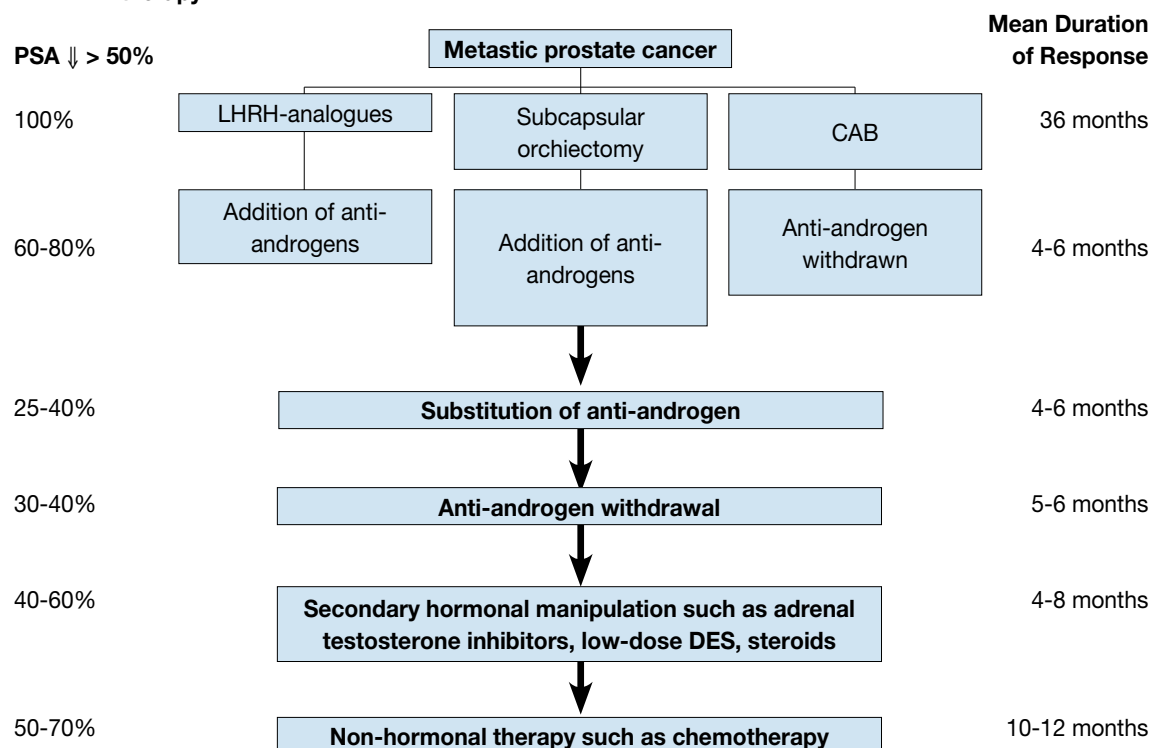 PSA ⇓ > 50%
Metastic prostate cancer
Mean Duration
of Response
100%
LHRH-analogues
Subcapsular
orchiectomy
CAB
36 months
60-80%
Addition of anti-
androgens
Addition of anti-
androgens
Anti-androgen
withdrawn
4-6 months
25-40%
Substitution of anti-androgen
4-6 months
30-40%
Anti-androgen withdrawal
5-6 months
40-60%
Secondary hormonal manipulation such as adrenal
testosterone inhibitors, low-dose DES, steroids
4-8 months
50-70%
Non-hormonal therapy such as chemotherapy
10-12 months